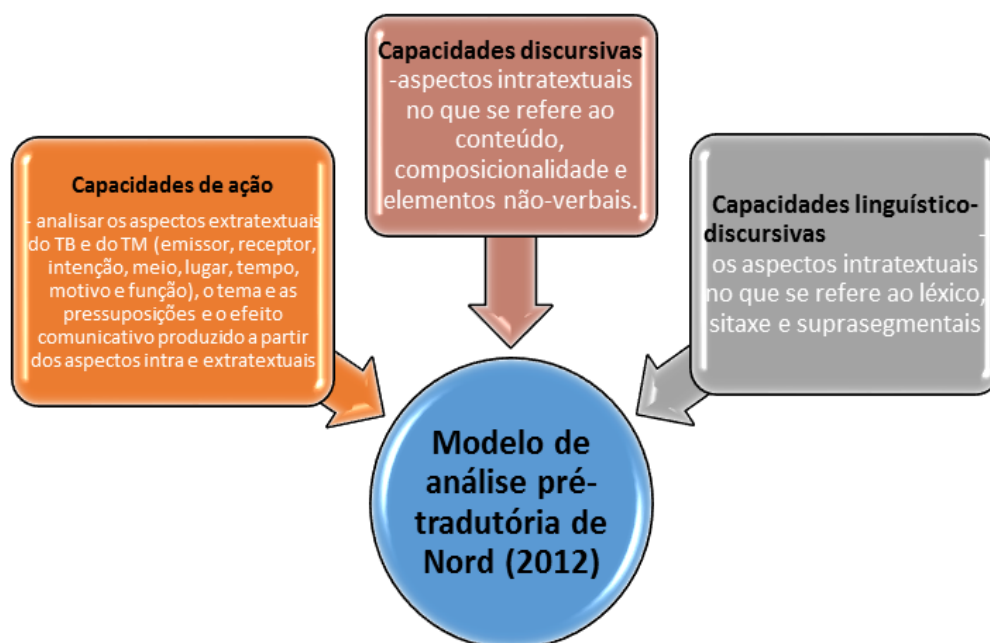 Capacidades de ação
- analisar os aspectos extratextuais
do TB e do TM (emissor, receptor,
intenção, meio, lugar, tempo,
motivo e função), o tema e as
pressuposições e o efeito
comunicativo produzido a partir
dos aspectos intra e extratextuais
Capacidades discursivas
-aspectos intratextuais
no que se refere ao
conteúdo,
composicionalidade e
elementos não-verbais.
Capacidades linguístico-
discursivas -
os aspectos intratextuais
no que se refere ao léxico,
sitaxe e suprasegmentais
Modelo de
análise pré-
tradutória de
Nord (2012)